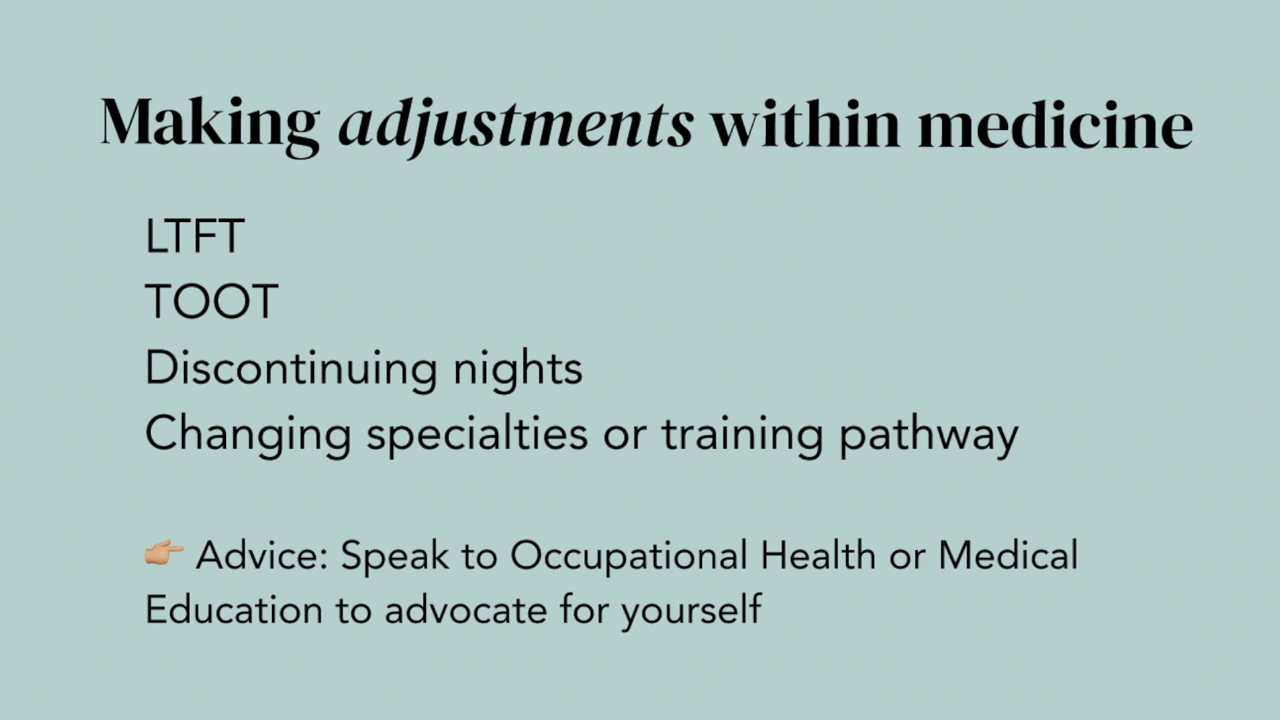 Making adjustments within medicine
LTFT
TOOT
Discontinuing nights
Changing specialties or training pathway
👉🏼 Advice: Speak to Occupational Health or Medical
Education to advocate for yourself